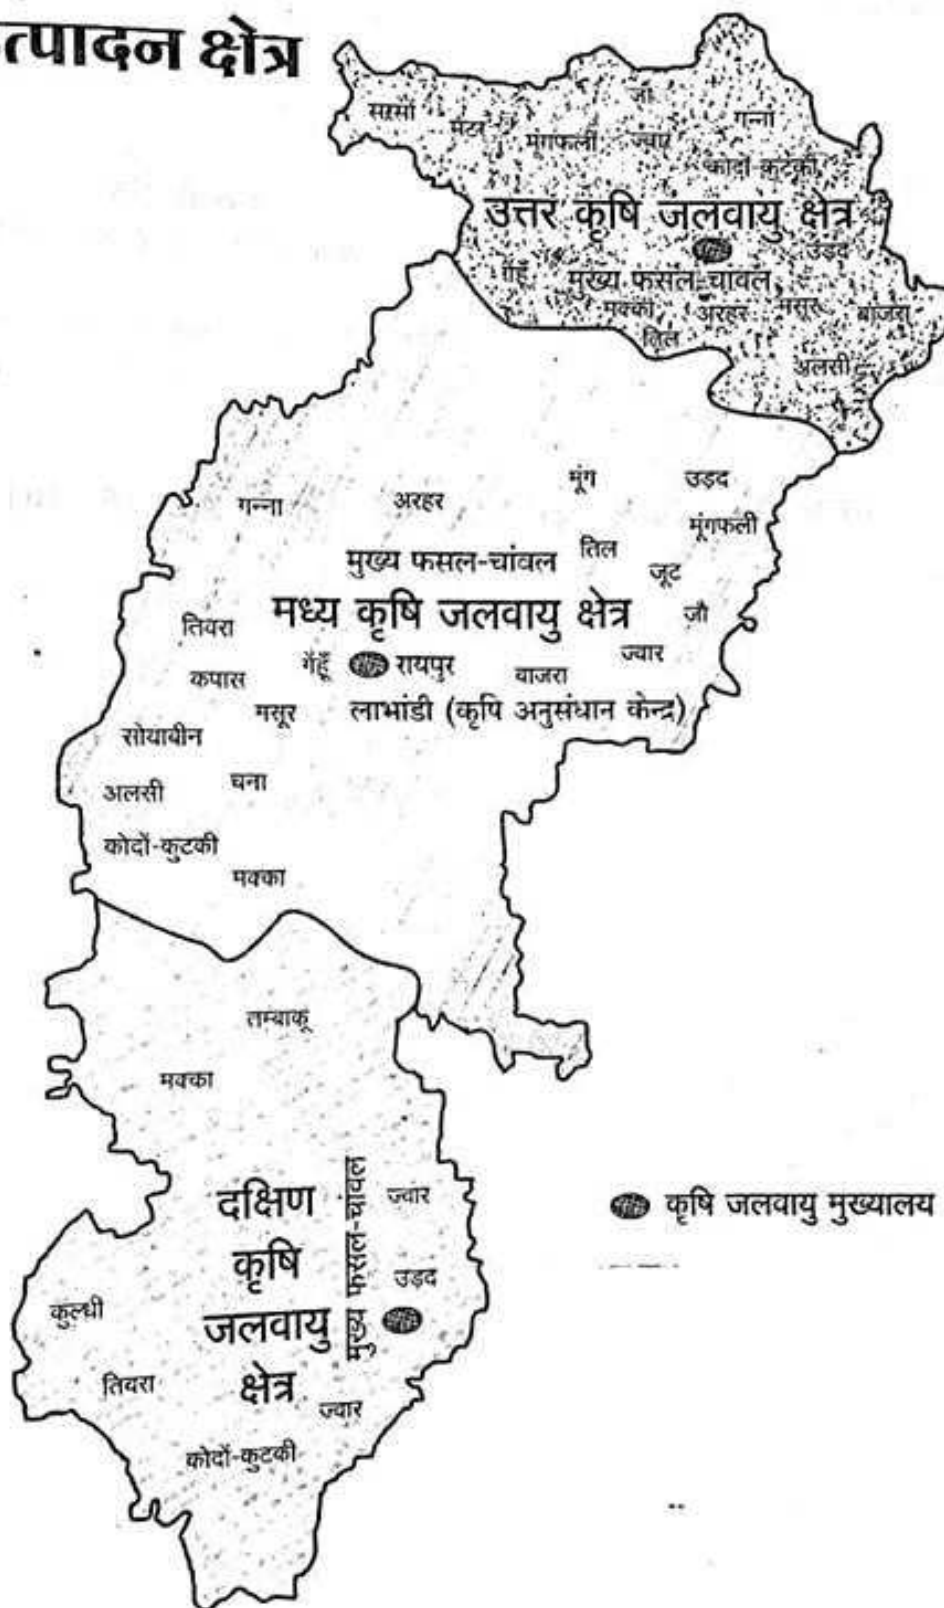 त्पादन क्षेत्र
सरसों
मटर
मूंगफली
ज्वार
जौ
गन्ना
कोदों-कुटकी
उत्तर कृषि जलवायु क्षेत्र
उड़द
गेहूँ
मुख्य फसल-चावल
मक्का
अरहर
मसूर
बाजरा
तिल
अलसी
गन्ना
अरहर
मूंग
उड़द
मूंगफली
मुख्य फसल-चांवल
तिल
जूट
मध्य कृषि जलवायु क्षेत्र
जौ
तिवरा
ज्वार
कपास
गेहूँ
रायपुर
बाजरा
मसूर
लाभांडी (कृषि अनुसंधान केन्द्र)
सोयाबीन
अलसी
चना
कोदों-कुटकी
मक्का
तम्बाकू
मक्का
दक्षिण
कृषि
जलवायु
क्षेत्र
मुख्य फसल-चावल
ज्वार
उड़द
कुल्थी
तिवरा
ज्वार
कोदों-कुटकी
कृषि जलवायु मुख्यालय